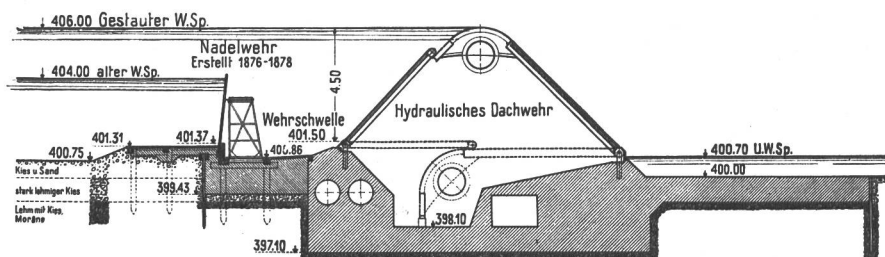 406.00 Gestauter W.Sp.
Nadelwehr
Erstellt 1876-1878
404.00 alter W.Sp.
4.50
Wehrschwelle
401.50
Hydraulisches Dachwehr
401.31
401.37
400.75
400.86
400.70 U.W.Sp.
400.00
Kies u Sand
stark lehmiger Kies
399.43
Lehm mit Kies,
Moräne
398.10
397.10